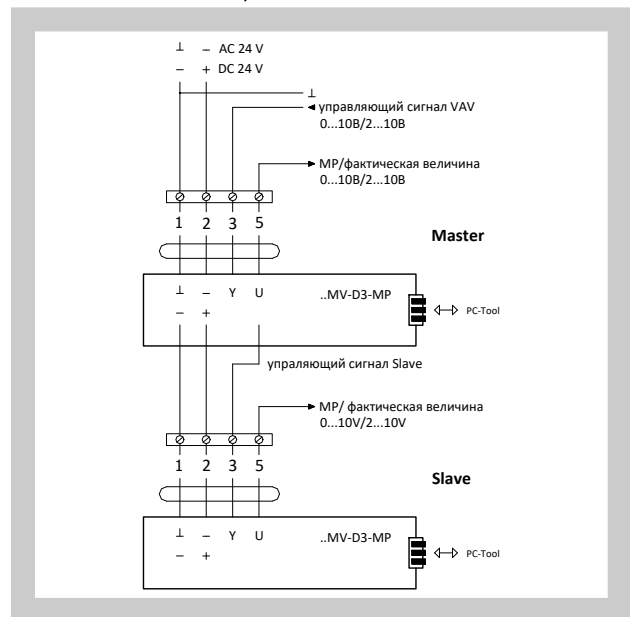 ⊥ – AC 24 V
– + DC 24 V
⊥
управляющий сигнал VAV
0...10В/2...10В
МР/фактическая величина
0...10В/2...10В
1 2 3 5
Master
⊥ – Y U ..MV-D3-MP
– +
PC-Tool
упраляющий сигнал Slave
МР/ фактическая величина
0...10V/2...10V
1 2 3 5
Slave
⊥ – Y U ..MV-D3-MP
– +
PC-Tool